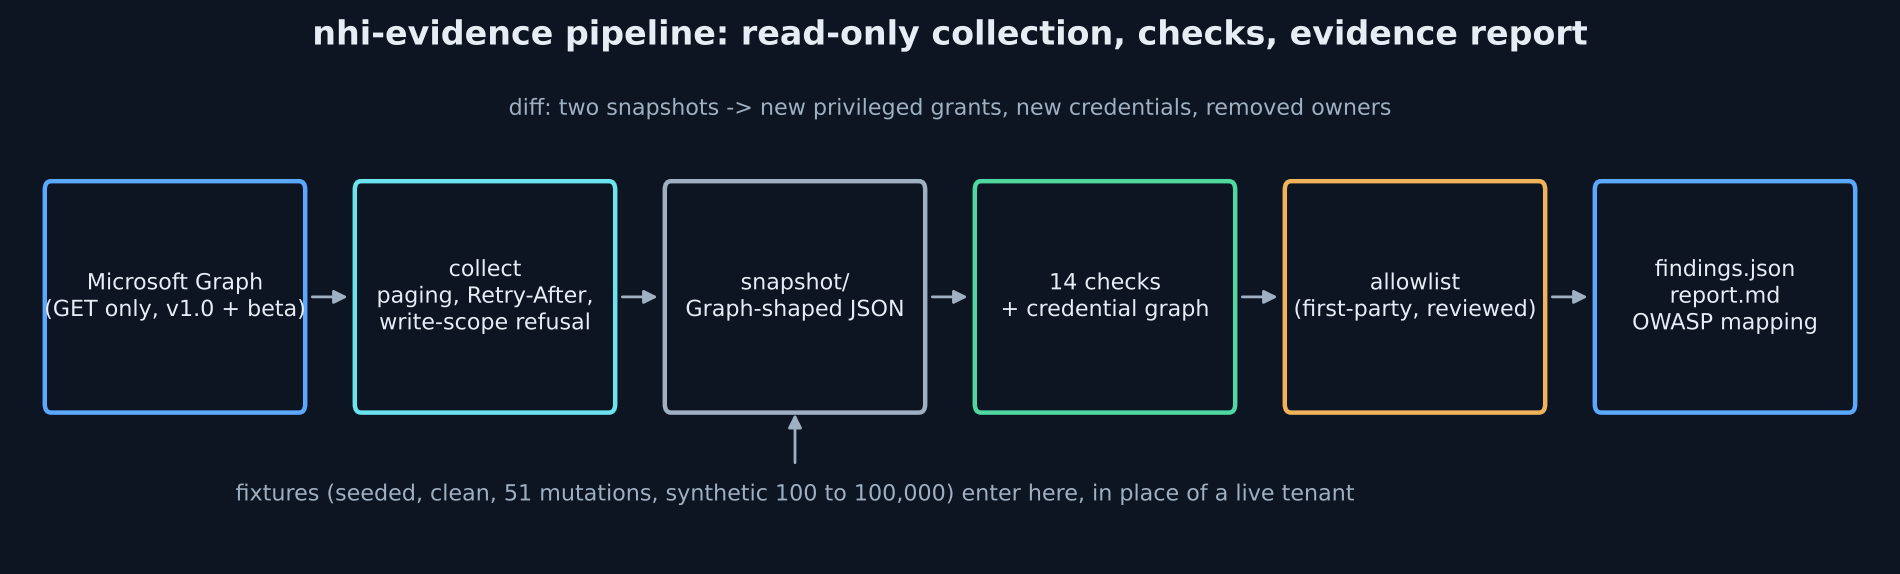 nhi-evidence pipeline: read-only collection, checks, evidence report
diff: two snapshots -> new privileged grants, new credentials, removed owners
Microsoft Graph
(GET only, v1.0 + beta)
collect
paging, Retry-After,
write-scope refusal
snapshot/
Graph-shaped JSON
14 checks
+ credential graph
allowlist
(first-party, reviewed)
findings.json
report.md
OWASP mapping
fixtures (seeded, clean, 51 mutations, synthetic 100 to 100,000) enter here, in place of a live tenant